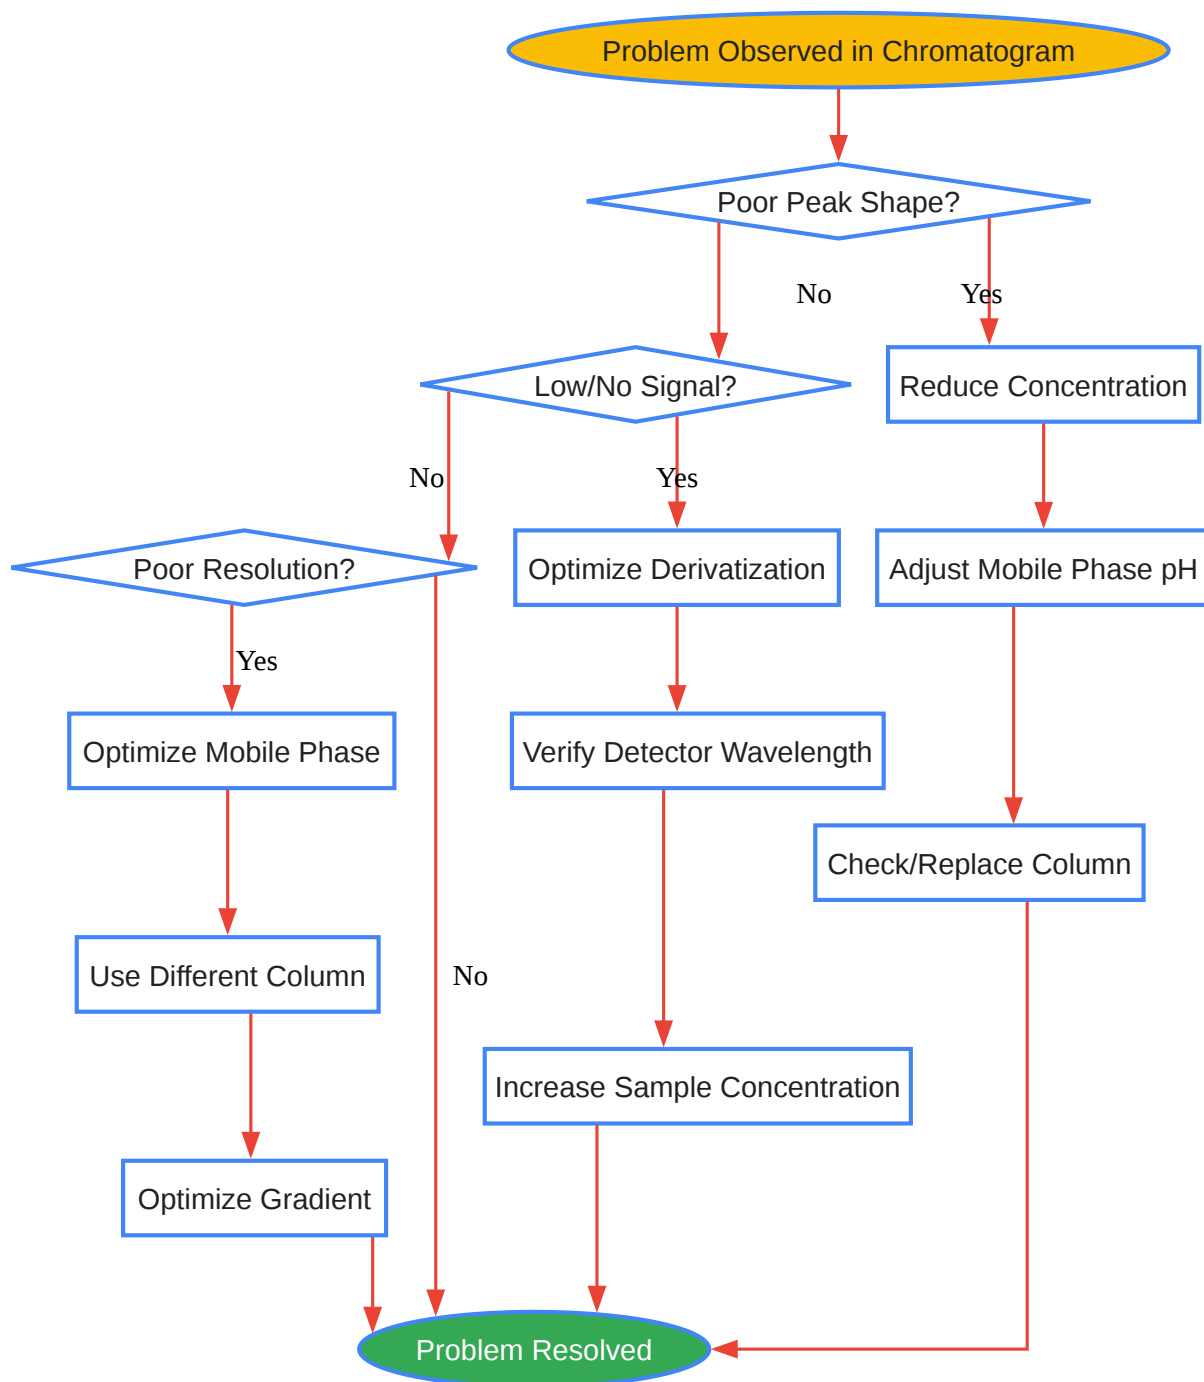 Problem Observed in Chromatogram
Poor Peak Shape?
No
Yes
Low/No Signal?
Reduce Concentration
No
Yes
Poor Resolution?
Optimize Derivatization
Adjust Mobile Phase pH
Yes
Optimize Mobile Phase
Verify Detector Wavelength
Check/Replace Column
Use Different Column
No
Increase Sample Concentration
Optimize Gradient
Problem Resolved